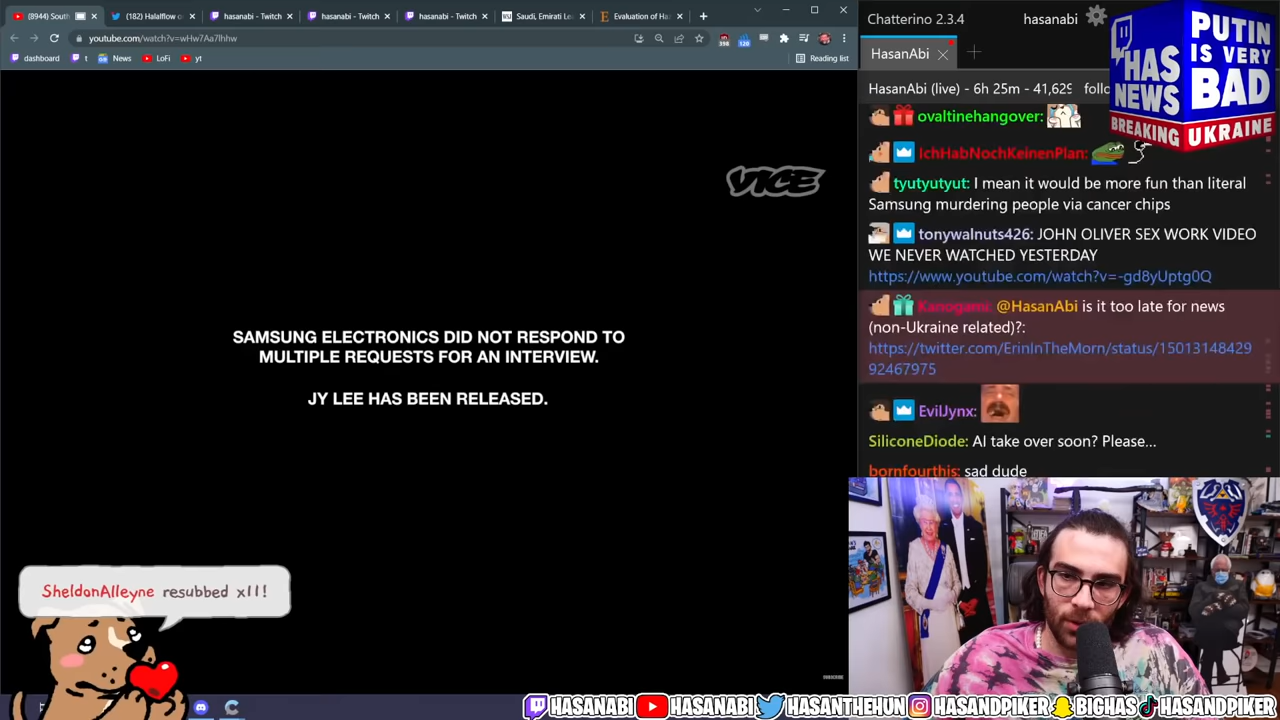 (8944) South
(182) Halalflow o
hasanabi - Twitch
hasanabi - Twitch
hasanabi - Twitch
Saudi, Emirati Le
Evaluation of Ha
youtube.com/watch?v=wHw7Aa7lhhw
dashboard
t
News
LoFi
yt
Reading list
VICE
SAMSUNG ELECTRONICS DID NOT RESPOND TO
MULTIPLE REQUESTS FOR AN INTERVIEW.
JY LEE HAS BEEN RELEASED.
SheldonAlleyne resubbed x11!
Chatterino 2.3.4
hasanabi
HasanAbi
HasanAbi (live) - 6h 25m - 41,629 follo
HAS
NEWS
PUTIN
IS VERY
BAD
BREAKING
UKRAINE
ovaltinehangover:
IchHabNochKeinenPlan:
tyutyutyut: I mean it would be more fun than literal
Samsung murdering people via cancer chips
tonywalnuts426: JOHN OLIVER SEX WORK VIDEO
WE NEVER WATCHED YESTERDAY
https://www.youtube.com/watch?v=-gd8yUptg0Q
Kanogami: @HasanAbi is it too late for news
(non-Ukraine related)?:
https://twitter.com/ErinInTheMorn/status/15013148429
92467975
EvilJynx:
SiliconeDiode: AI take over soon? Please...
bornfourthis: sad dude
SUBSCRIBE
HASANABI
HASANABI
HASANTHEHUN
HASANDPIKER
BIGHAS
HASANDPIKER